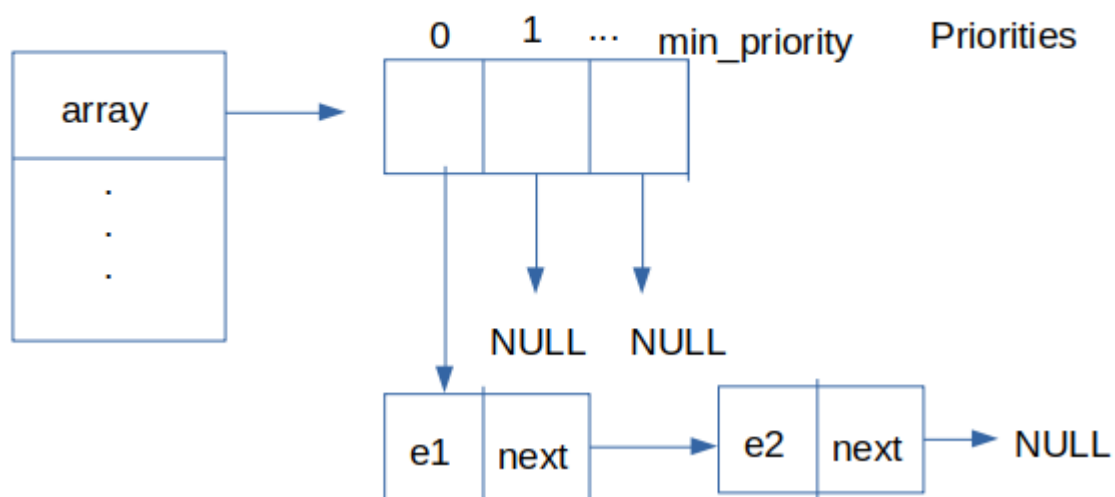 0 1 ... min_priority Priorities
array
.
.
.
NULL NULL
e1 next e2 next NULL